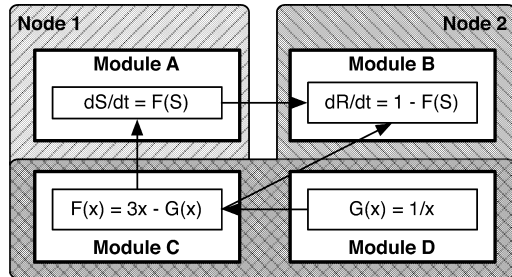 Node 1
Node 2
Module A
dS/dt = F(S)
Module B
dR/dt = 1 - F(S)
F(x) = 3x - G(x)
Module C
G(x) = 1/x
Module D